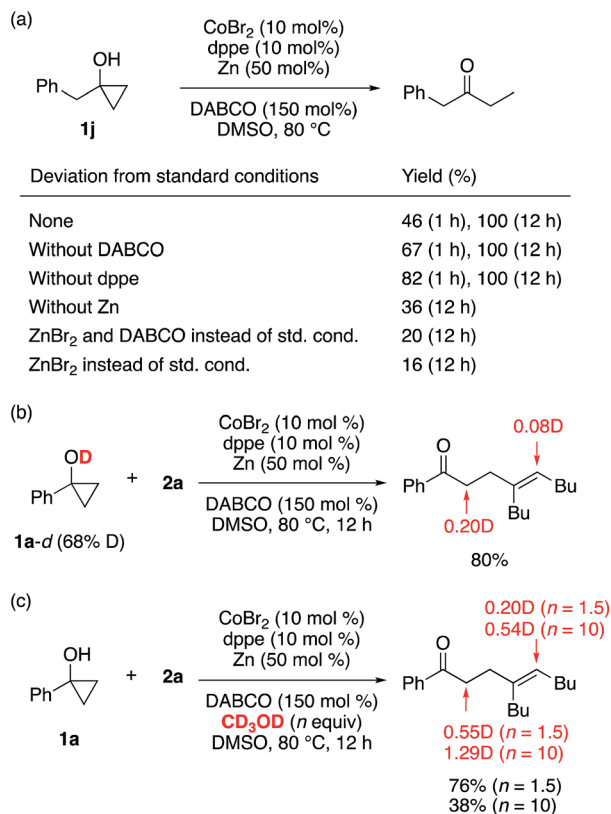 (a)
CoBr2 (10 mol%)
dppe (10 mol%)
Zn (50 mol%)
DABCO (150 mol%)
DMSO, 80 °C
OH
Ph
1j
O
Ph
Deviation from standard conditions Yield (%)
None 46 (1 h), 100 (12 h)
Without DABCO 67 (1 h), 100 (12 h)
Without dppe 82 (1 h), 100 (12 h)
Without Zn 36 (12 h)
ZnBr2 and DABCO instead of std. cond. 20 (12 h)
ZnBr2 instead of std. cond. 16 (12 h)
(b)
OD
Ph
1a-d (68% D)
+ 2a
CoBr2 (10 mol %)
dppe (10 mol %)
Zn (50 mol %)
DABCO (150 mol %)
DMSO, 80 °C, 12 h
0.08D
O
Ph
Bu
Bu
0.20D
80%
(c)
OH
Ph
1a
+ 2a
CoBr2 (10 mol %)
dppe (10 mol %)
Zn (50 mol %)
DABCO (150 mol %)
CD3OD (n equiv)
DMSO, 80 °C, 12 h
0.20D (n = 1.5)
0.54D (n = 10)
O
Ph
Bu
Bu
0.55D (n = 1.5)
1.29D (n = 10)
76% (n = 1.5)
38% (n = 10)